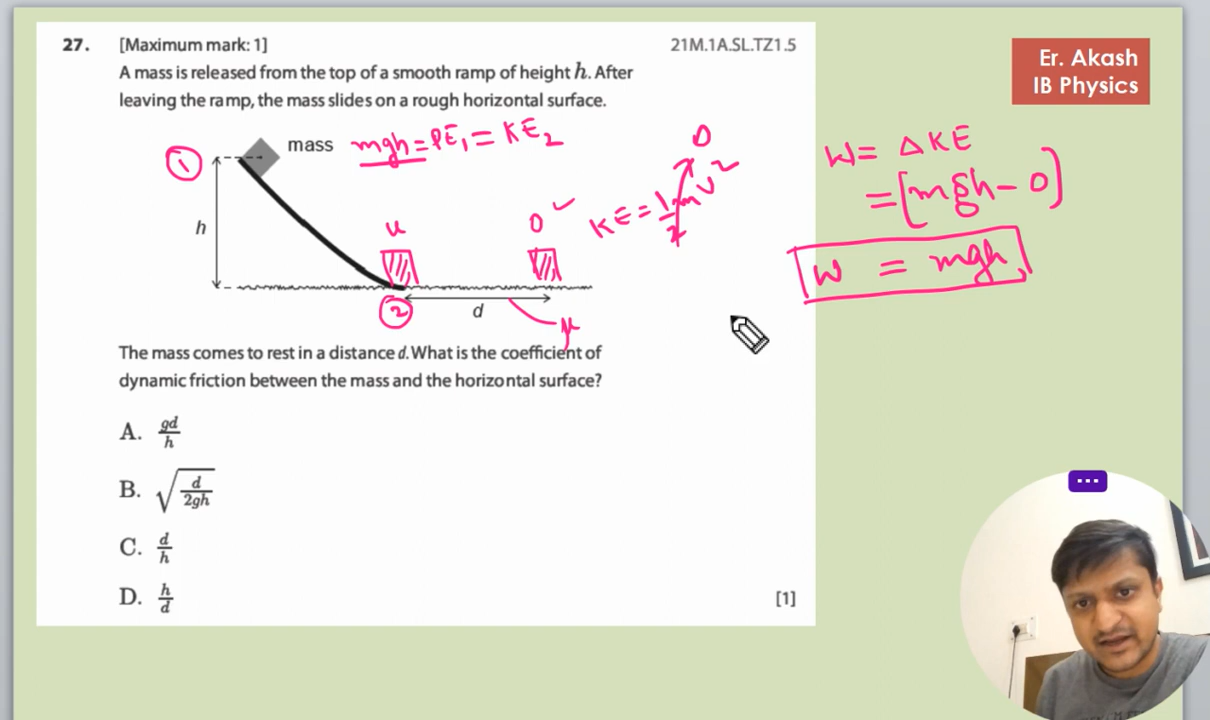 27. [Maximum mark: 1] 21M.1A.SL.TZ1.5
A mass is released from the top of a smooth ramp of height h. After
leaving the ramp, the mass slides on a rough horizontal surface.
Er. Akash
IB Physics
mass
mgh = PE₁ = KE₂
①
h
u
0 ✓
KE = ½mv² 0
W = ΔKE
= [mgh - 0]
W = mgh
②
d
μ
The mass comes to rest in a distance d. What is the coefficient of
dynamic friction between the mass and the horizontal surface?
A. gd/h
B. √(d/2gh)
C. d/h
D. h/d
[1]